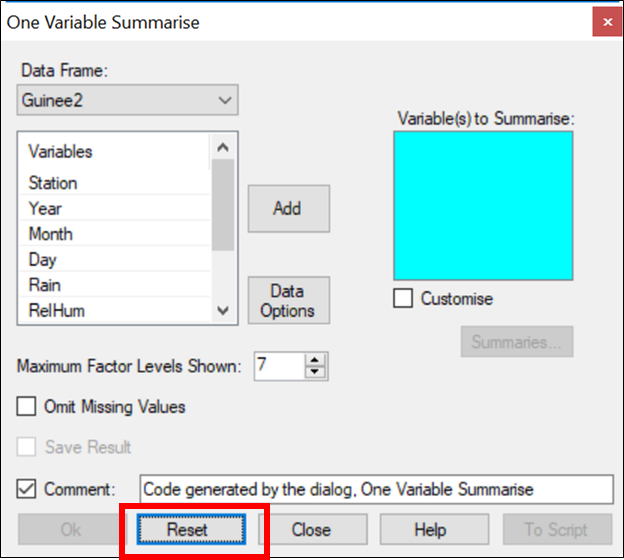 One Variable Summarise
Data Frame:
Guinee2
Variables
Station
Year
Month
Day
Rain
RelHum
Add
Data
Options
Variable(s) to Summarise:
Customise
Summaries...
Maximum Factor Levels Shown: 7
Omit Missing Values
Save Result
Comment: Code generated by the dialog, One Variable Summarise
Ok Reset Close Help To Script